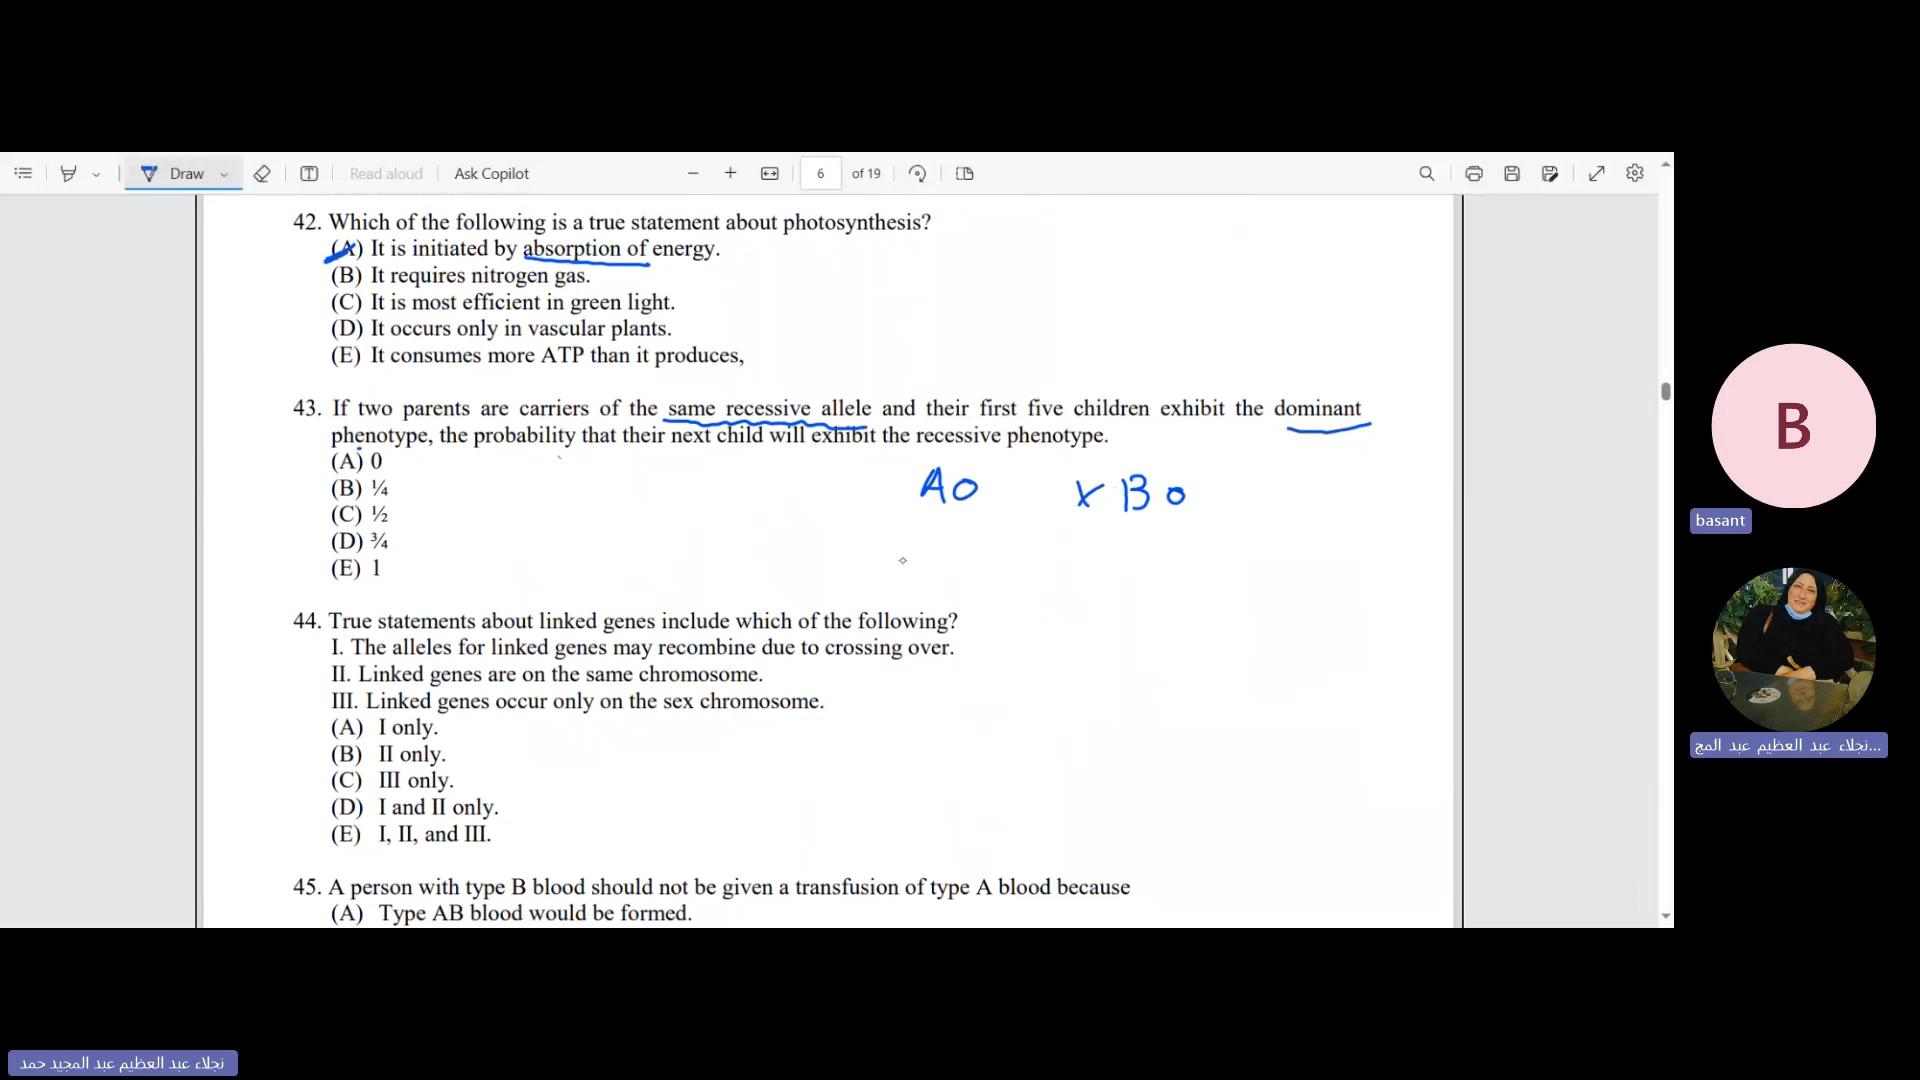 Draw
Read aloud
Ask Copilot
6 of 19
42. Which of the following is a true statement about photosynthesis?
(A) It is initiated by absorption of energy.
(B) It requires nitrogen gas.
(C) It is most efficient in green light.
(D) It occurs only in vascular plants.
(E) It consumes more ATP than it produces,
43. If two parents are carriers of the same recessive allele and their first five children exhibit the dominant
phenotype, the probability that their next child will exhibit the recessive phenotype.
(A) 0
(B) ¼
(C) ½
(D) ¾
(E) 1
AO × BO
44. True statements about linked genes include which of the following?
I. The alleles for linked genes may recombine due to crossing over.
II. Linked genes are on the same chromosome.
III. Linked genes occur only on the sex chromosome.
(A) I only.
(B) II only.
(C) III only.
(D) I and II only.
(E) I, II, and III.
45. A person with type B blood should not be given a transfusion of type A blood because
(A) Type AB blood would be formed.
B
basant
نجلاء عبد العظيم عبد المج...
نجلاء عبد العظيم عبد المجيد حمد